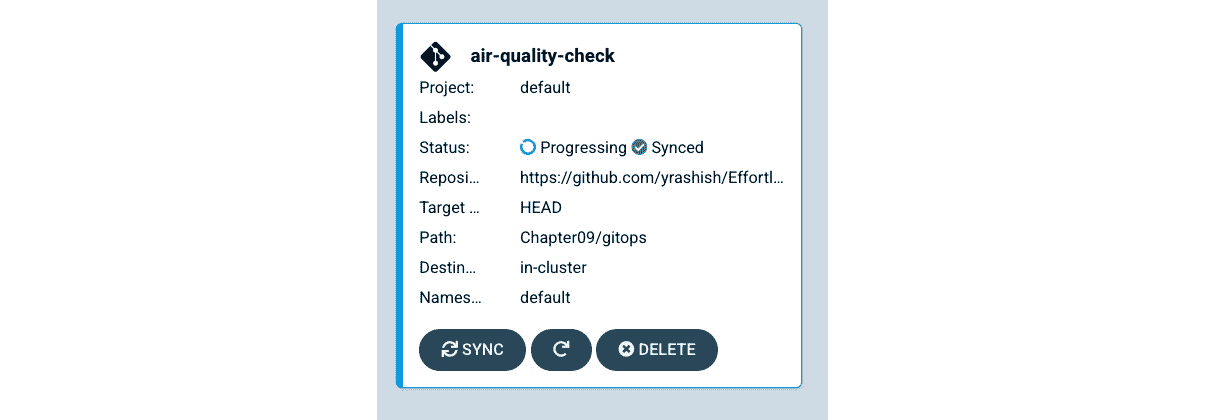 air-quality-check
Project: default
Labels:
Status: Progressing Synced
Reposi... https://github.com/yrashish/Effortl...
Target ... HEAD
Path: Chapter09/gitops
Destin... in-cluster
Names... default
SYNC DELETE